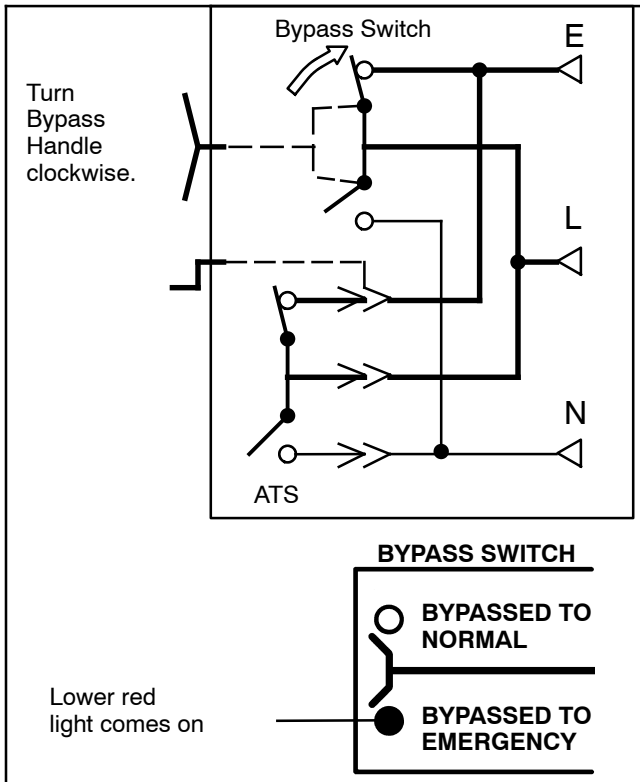 Bypass Switch
E
Turn
Bypass
Handle
clockwise.
L
N
ATS
BYPASS SWITCH
BYPASSED TO
NORMAL
Lower red
light comes on
BYPASSED TO
EMERGENCY